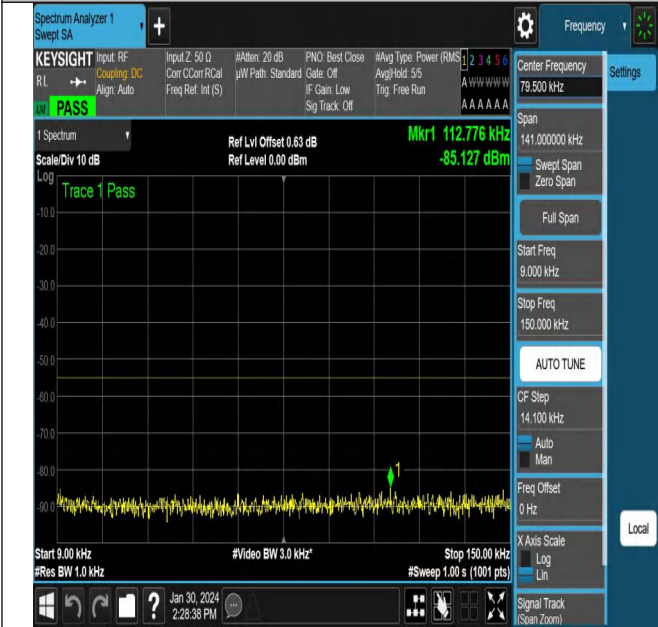 Spectrum Analyzer 1
Swept SA
+
Frequency
KEYSIGHT
RL
PASS
Input: RF
Coupling: DC
Align: Auto
Input Z: 50 Ω
Corr CCorr RCal
Freq Ref: Int (S)
#Atten: 20 dB
µW Path: Standard
PNO: Best Close
Gate: Off
IF Gain: Low
Sig Track: Off
#Avg Type: Power (RMS
Avg|Hold: 5/5
Trig: Free Run
1 2 3 4 5 6
A W W W W W
A A A A A A
1 Spectrum
Scale/Div 10 dB
Ref Lvl Offset 0.63 dB
Ref Level 0.00 dBm
Mkr1 112.776 kHz
-85.127 dBm
Log
Trace 1 Pass
-10.0
-20.0
-30.0
-40.0
-50.0
-60.0
-70.0
-80.0
-90.0
1
Start 9.00 kHz
#Res BW 1.0 kHz
#Video BW 3.0 kHz*
Stop 150.00 kHz
#Sweep 1.00 s (1001 pts)
?
Jan 30, 2024
2:28:38 PM
Center Frequency
79.500 kHz
Settings
Span
141.000000 kHz
Swept Span
Zero Span
Full Span
Start Freq
9.000 kHz
Stop Freq
150.000 kHz
AUTO TUNE
CF Step
14.100 kHz
Auto
Man
Freq Offset
0 Hz
X Axis Scale
Log
Lin
Local
Signal Track
(Span Zoom)